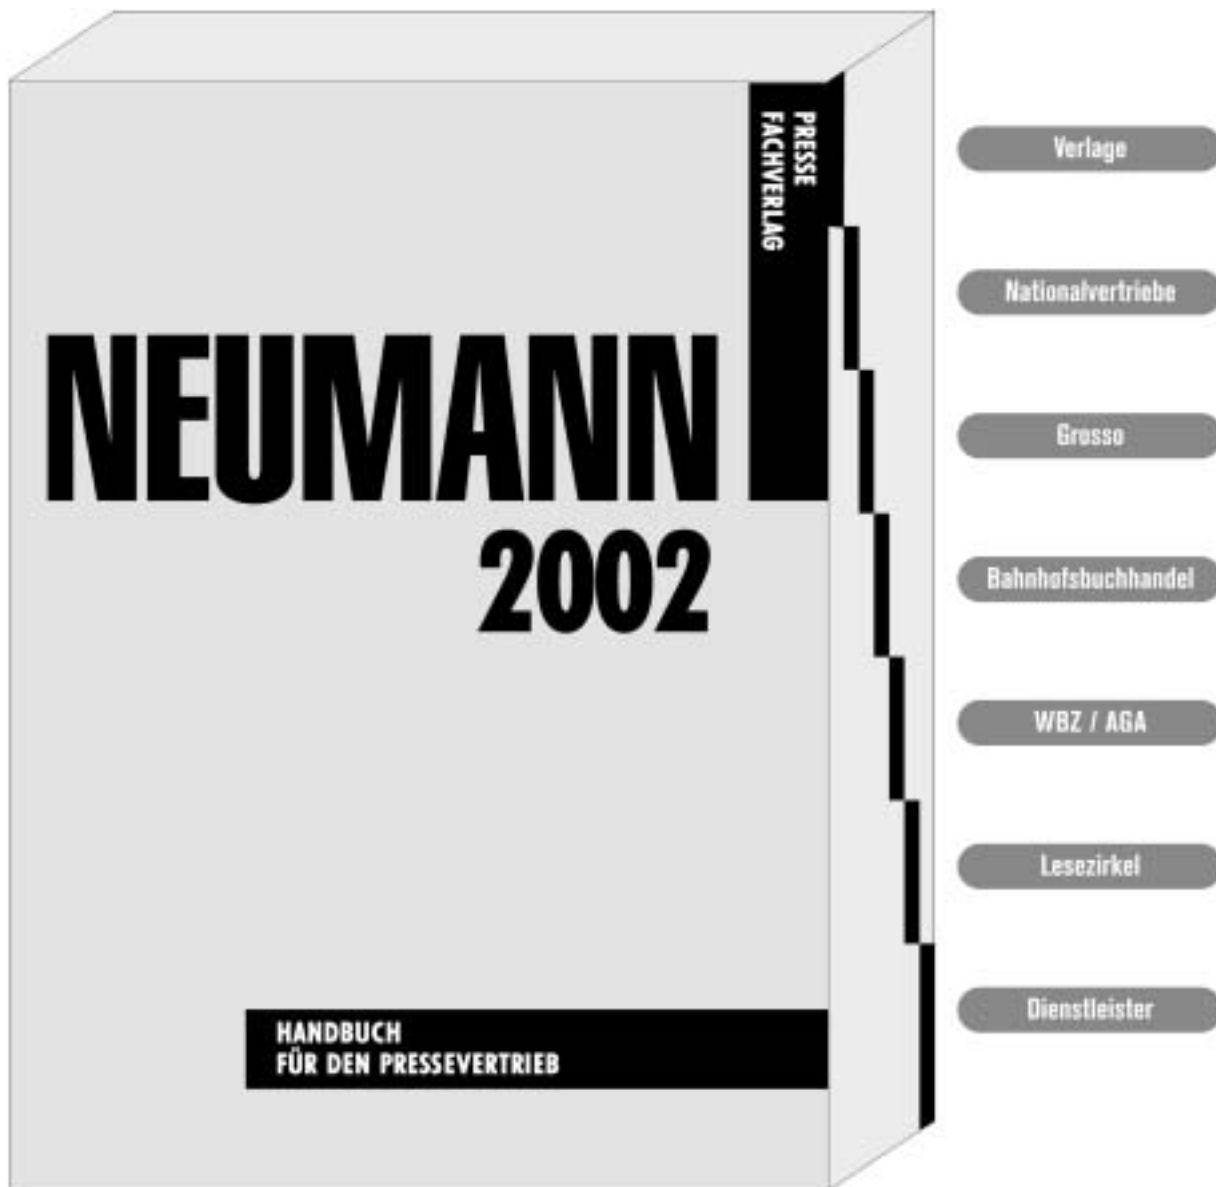 PRESSE
FACHVERLAG
NEUMANN
2002
HANDBUCH
FÜR DEN PRESSEVERTRIEB
Verlage
Nationalvertriebe
Grosso
Bahnhofsbuchhandel
WBZ / AGA
Lesezirkel
Dienstleister